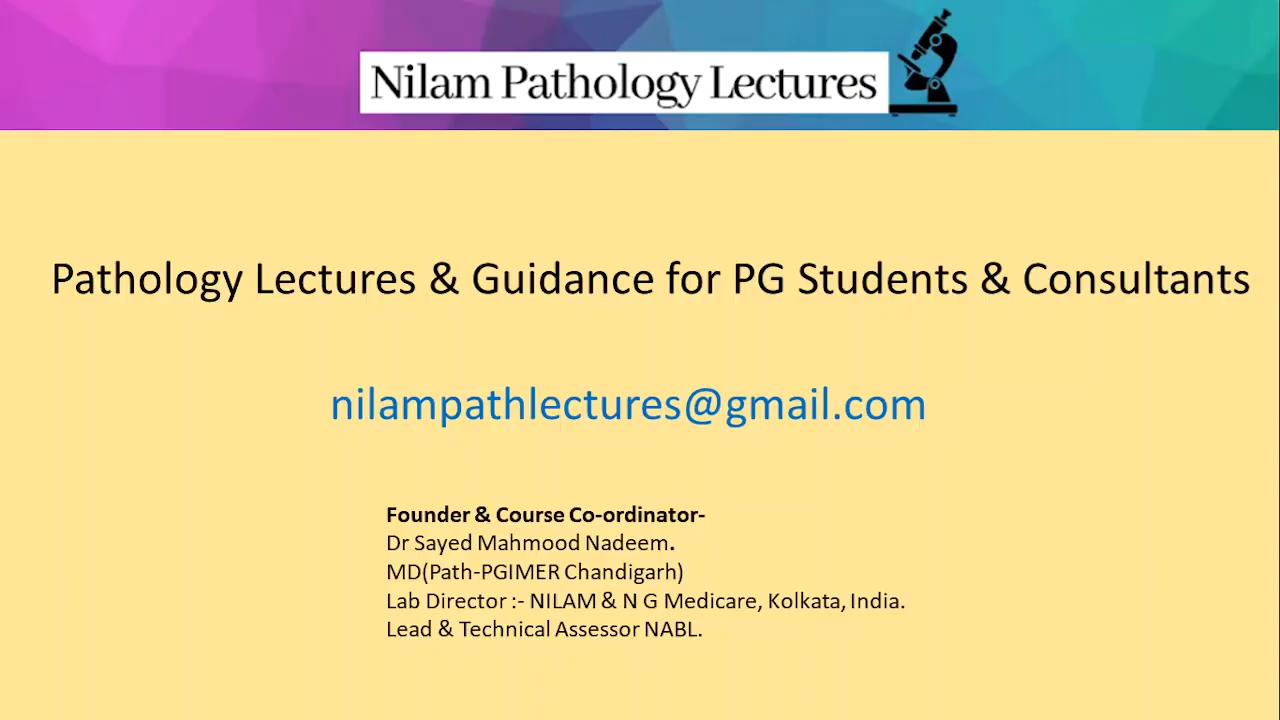 Nilam Pathology Lectures
Pathology Lectures & Guidance for PG Students & Consultants
nilampathlectures@gmail.com
Founder & Course Co-ordinator-
Dr Sayed Mahmood Nadeem.
MD(Path-PGIMER Chandigarh)
Lab Director :- NILAM & N G Medicare, Kolkata, India.
Lead & Technical Assessor NABL.